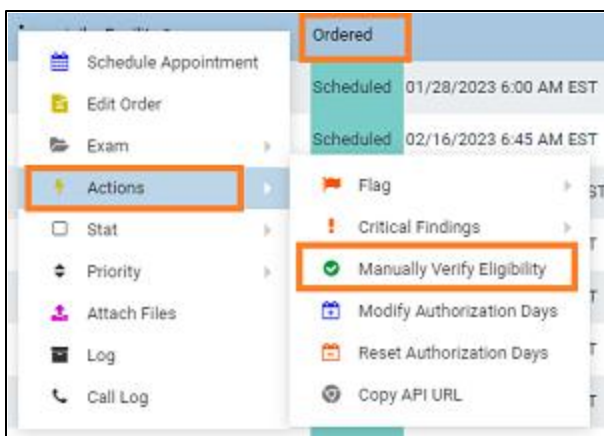 Ordered
Schedule Appointment
Scheduled 01/28/2023 6:00 AM EST
Edit Order
Exam
Scheduled 02/16/2023 6:45 AM EST
Actions
Flag
Stat
Critical Findings
Priority
Manually Verify Eligibility
Attach Files
Modify Authorization Days
Log
Reset Authorization Days
Call Log
Copy API URL